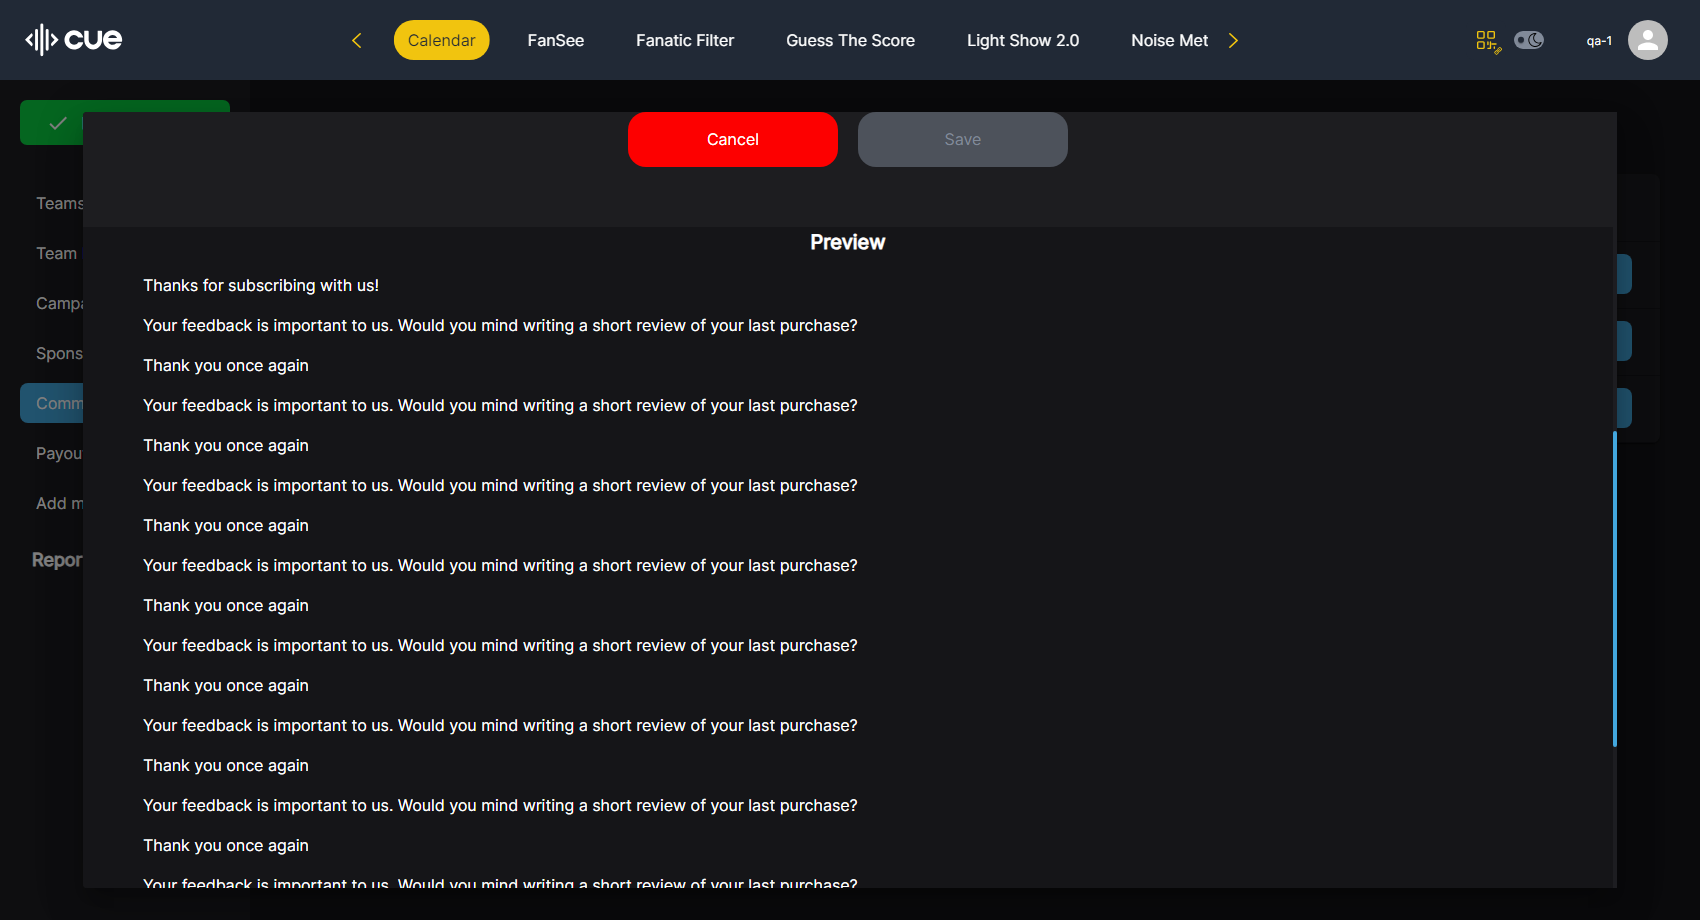 cue
Calendar
FanSee
Fanatic Filter
Guess The Score
Light Show 2.0
Noise Met
qa-1
Cancel
Save
Teams
Team
Campa
Spons
Comm
Payou
Add m
Repor
Preview
Thanks for subscribing with us!
Your feedback is important to us. Would you mind writing a short review of your last purchase?
Thank you once again
Your feedback is important to us. Would you mind writing a short review of your last purchase?
Thank you once again
Your feedback is important to us. Would you mind writing a short review of your last purchase?
Thank you once again
Your feedback is important to us. Would you mind writing a short review of your last purchase?
Thank you once again
Your feedback is important to us. Would you mind writing a short review of your last purchase?
Thank you once again
Your feedback is important to us. Would you mind writing a short review of your last purchase?
Thank you once again
Your feedback is important to us. Would you mind writing a short review of your last purchase?
Thank you once again
Your feedback is important to us. Would you mind writing a short review of your last purchase?